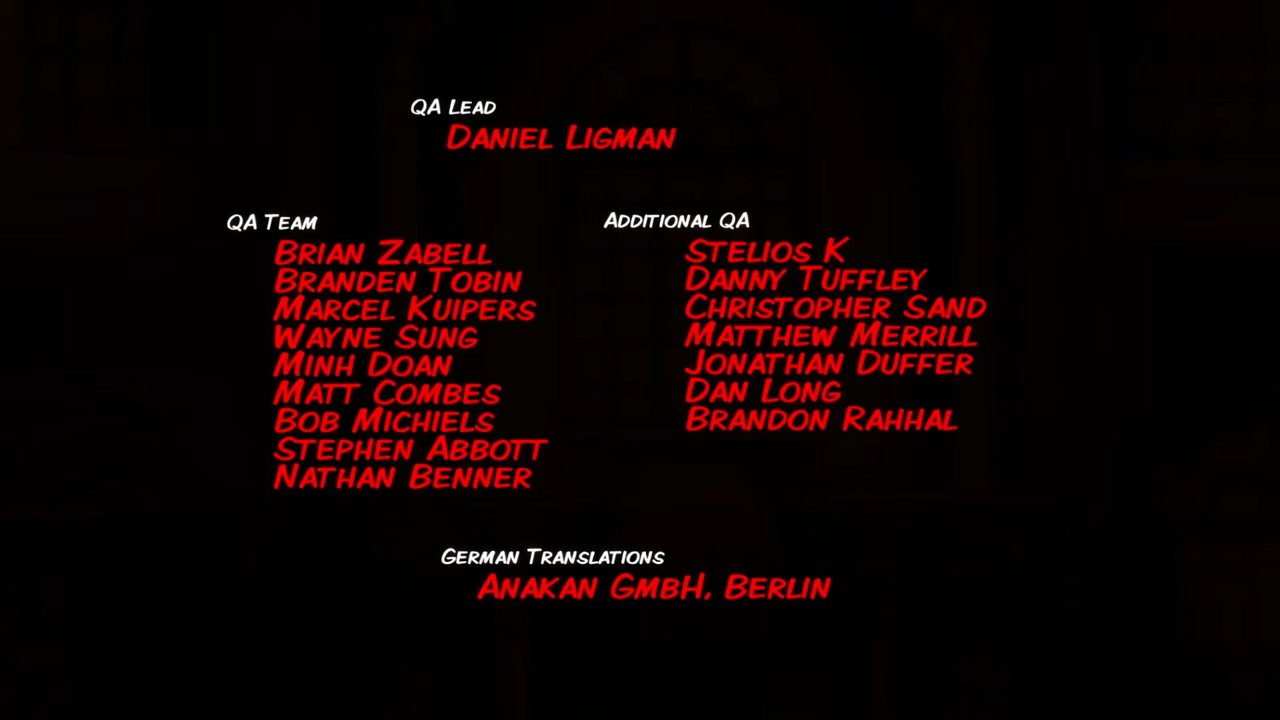 QA Lead
Daniel Ligman
QA Team
Brian Zabell
Branden Tobin
Marcel Kuipers
Wayne Sung
Minh Doan
Matt Combes
Bob Michiels
Stephen Abbott
Nathan Benner
Additional QA
Stelios K
Danny Tuffley
Christopher Sand
Matthew Merrill
Jonathan Duffer
Dan Long
Brandon Rahhal
German Translations
Anakan GmbH, Berlin